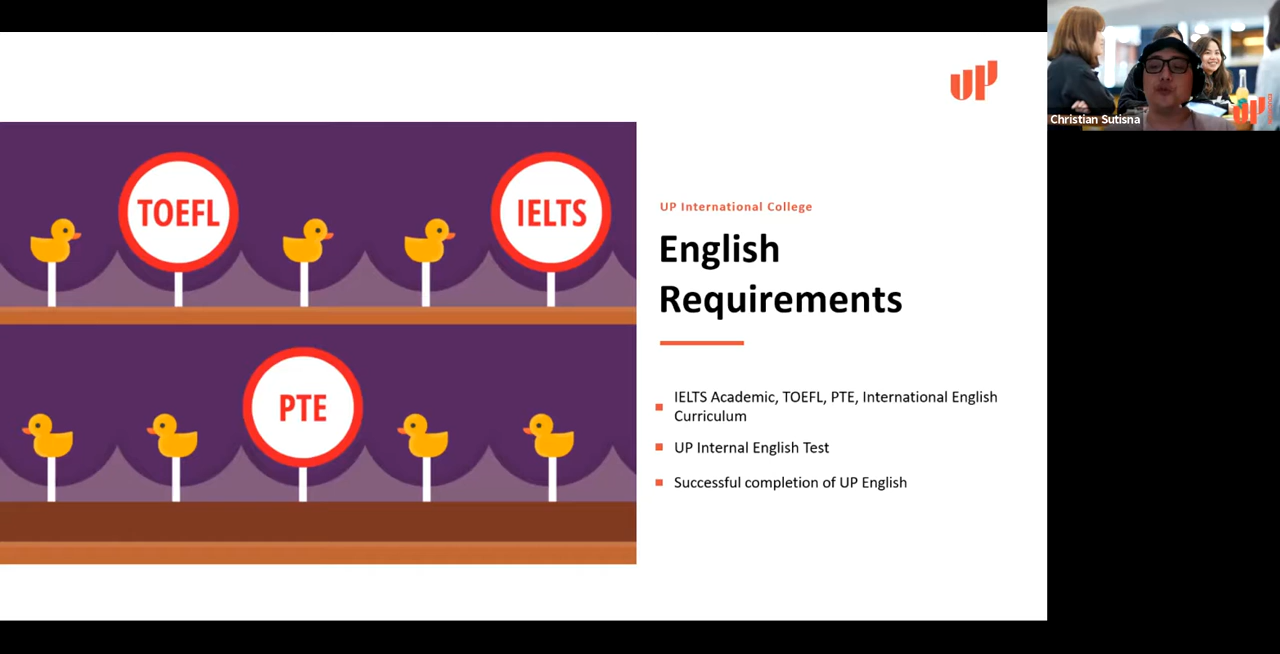 UP
TOEFL
IELTS
PTE
UP International College
English
Requirements
IELTS Academic, TOEFL, PTE, International English
Curriculum
UP Internal English Test
Successful completion of UP English
Christian Sutisna
UP